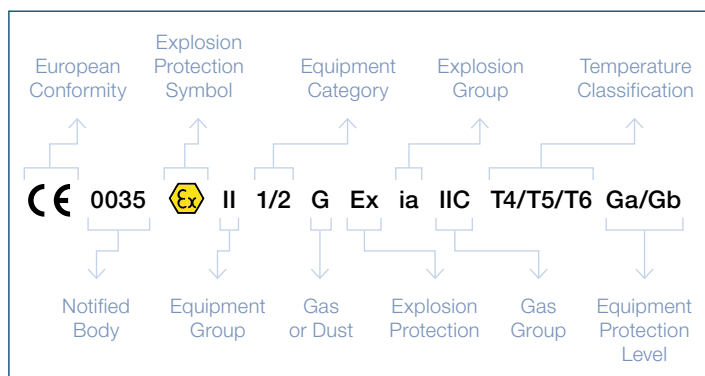 Explosion
European Protection Equipment Explosion Temperature
Conformity Symbol Category Group Classification
CE 0035 Ex II 1/2 G Ex ia IIC T4/T5/T6 Ga/Gb
Notified Equipment Gas Explosion Gas Equipment
Body Group or Dust Protection Group Protection
Level